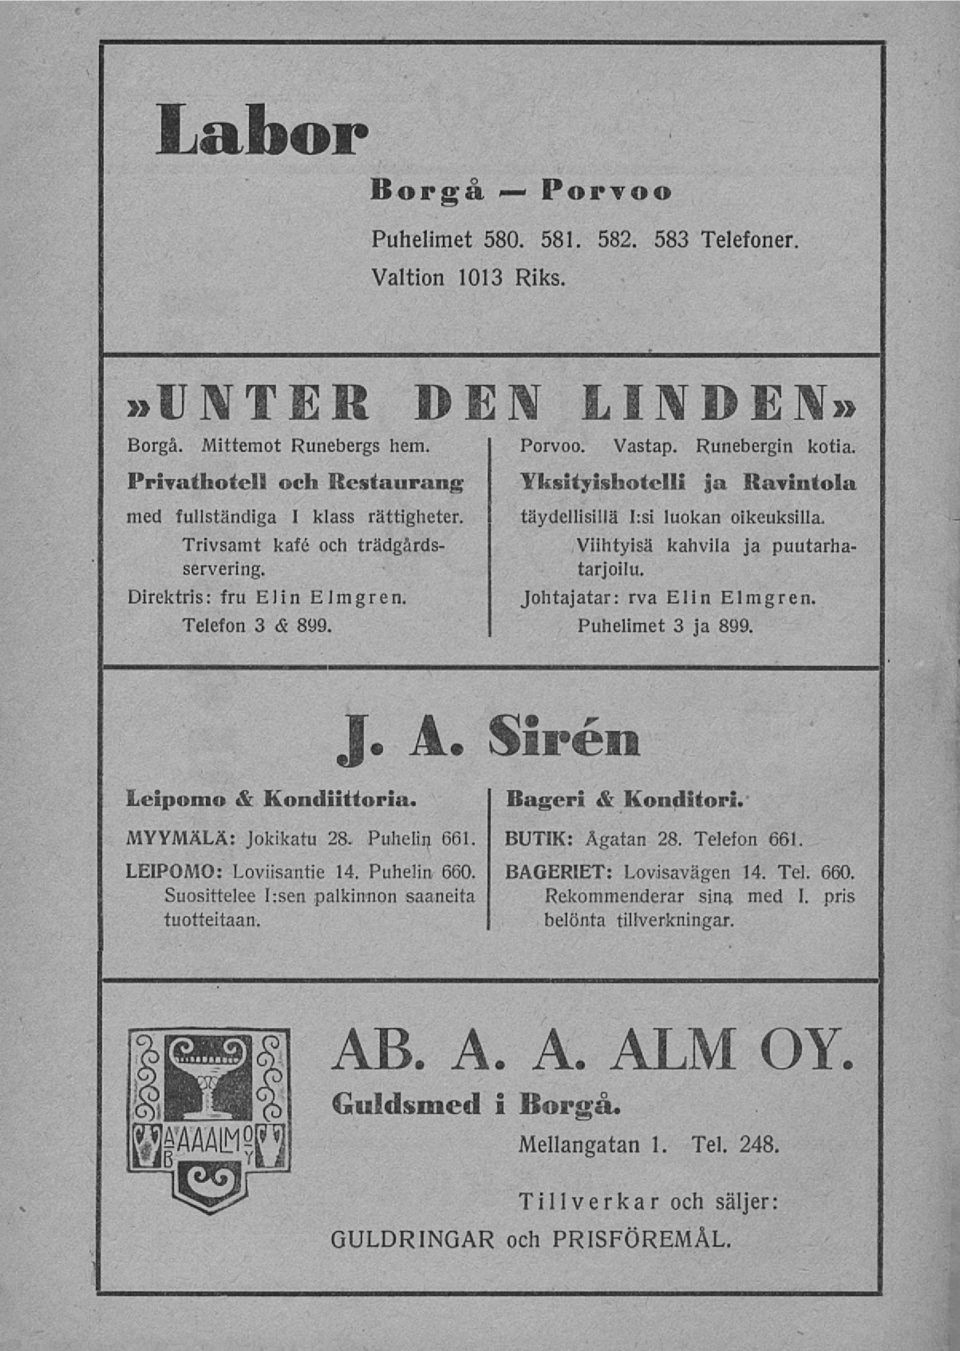 Labor
Borgå — Porvoo
Puhelimet 580. 581. 582. 583 Telefoner.
Valtion 1013 Riks.
»UNTER DEN LINDEN»
Borgå. Mittemot Runebergs hem.
Privathotell och Restaurang
med fullständiga I klass rättigheter.
Trivsamt kafé och trädgårds-
servering.
Direktris: fru Elin Elmgren.
Telefon 3 & 899.
Porvoo. Vastap. Runebergin kotia.
Yksityishotelli ja Ravintola
täydellisillä I:si luokan oikeuksilla.
Viihtyisä kahvila ja puutarha-
tarjoilu.
Johtajatar: rva Elin Elmgren.
Puhelimet 3 ja 899.
J. A. Sirén
Leipomo & Kondiittoria.
MYYMÄLÄ: Jokikatu 28. Puhelin 661.
LEIPOMO: Loviisantie 14. Puhelin 660.
Suosittelee I:sen palkinnon saaneita
tuotteitaan.
Bageri & Konditori.
BUTIK: Ågatan 28. Telefon 661.
BAGERIET: Lovisavägen 14. Tel. 660.
Rekommenderar sina med I. pris
belönta tillverkningar.
AB. A. A. ALM OY.
Guldsmed i Borgå.
Mellangatan 1. Tel. 248.
Tillverkar och säljer:
GULDRINGAR och PRISFÖREMÅL.